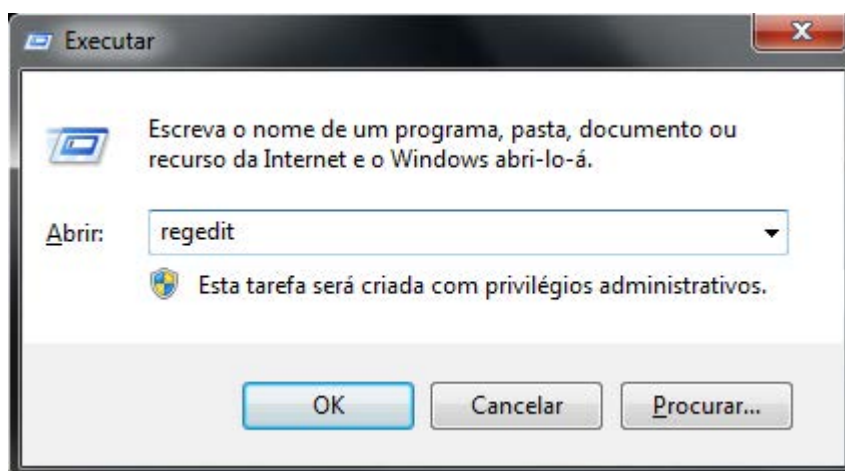 Executar
Escreva o nome de um programa, pasta, documento ou
recurso da Internet e o Windows abri-lo-á.
Abrir: regedit
Esta tarefa será criada com privilégios administrativos.
OK Cancelar Procurar...